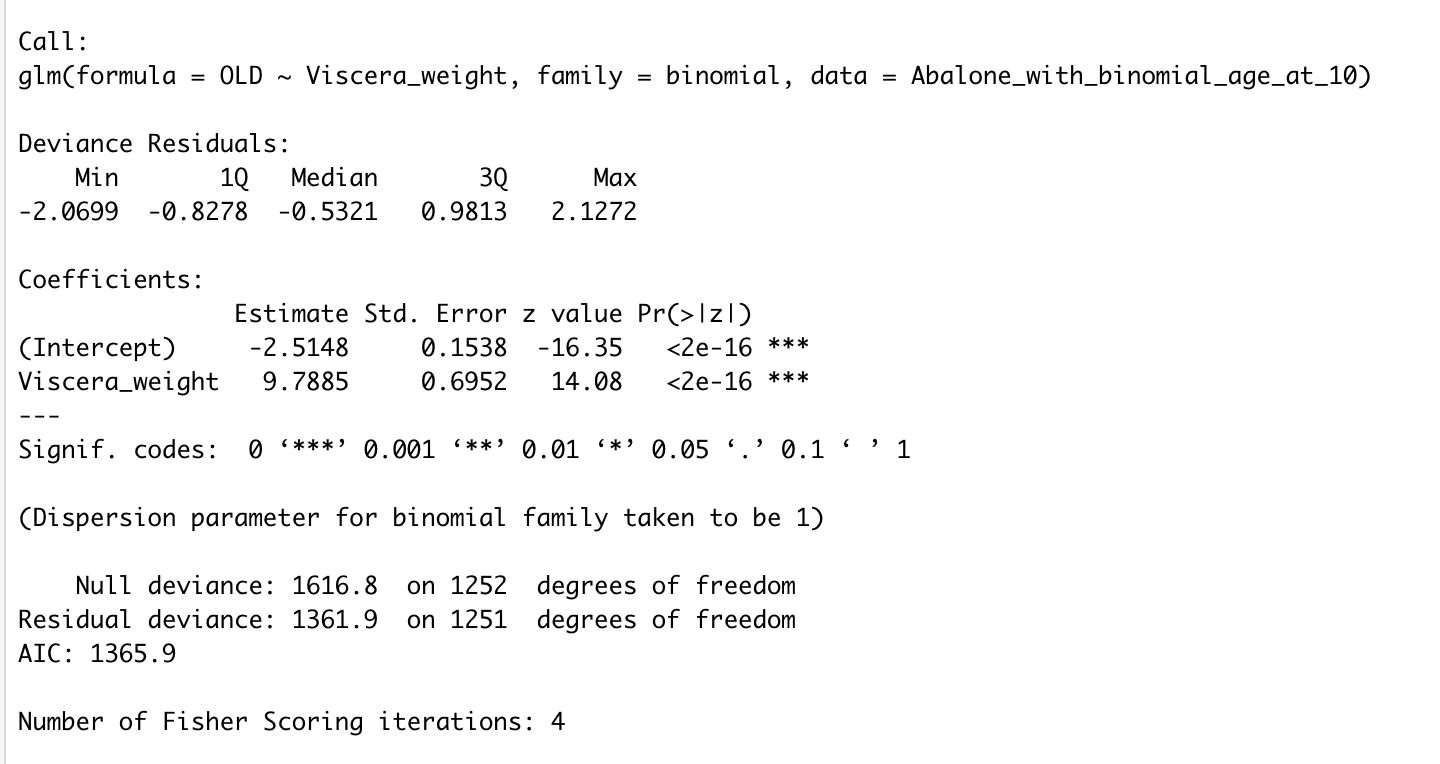 Call:
glm(formula = OLD ~ Viscera_weight, family = binomial, data = Abalone_with_binomial_age_at_10)
Deviance Residuals:
Min 1Q Median 3Q Max
-2.0699 -0.8278 -0.5321 0.9813 2.1272
Coefficients:
Estimate Std. Error z value Pr(>|z|)
(Intercept) -2.5148 0.1538 -16.35 <2e-16 ***
Viscera_weight 9.7885 0.6952 14.08 <2e-16 ***
---
Signif. codes: 0 ‘***’ 0.001 ‘**’ 0.01 ‘*’ 0.05 ‘.’ 0.1 ‘ ’ 1
(Dispersion parameter for binomial family taken to be 1)
Null deviance: 1616.8 on 1252 degrees of freedom
Residual deviance: 1361.9 on 1251 degrees of freedom
AIC: 1365.9
Number of Fisher Scoring iterations: 4